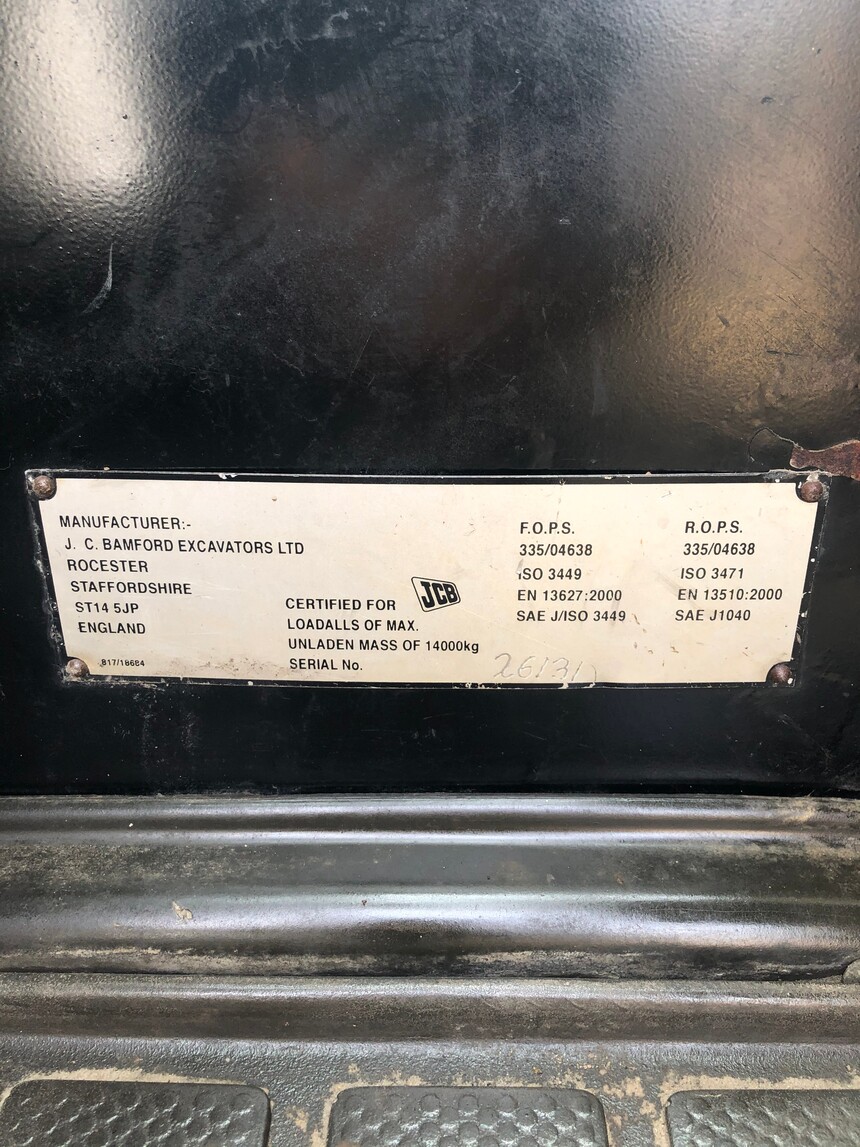 MANUFACTURER:-
J. C. BAMFORD EXCAVATORS LTD
ROCESTER
STAFFORDSHIRE
ST14 5JP
ENGLAND
817/18684
JCB
CERTIFIED FOR
LOADALLS OF MAX.
UNLADEN MASS OF 14000kg
SERIAL No.
F.O.P.S.
335/04638
ISO 3449
EN 13627:2000
SAE J/ISO 3449
R.O.P.S.
335/04638
ISO 3471
EN 13510:2000
SAE J1040